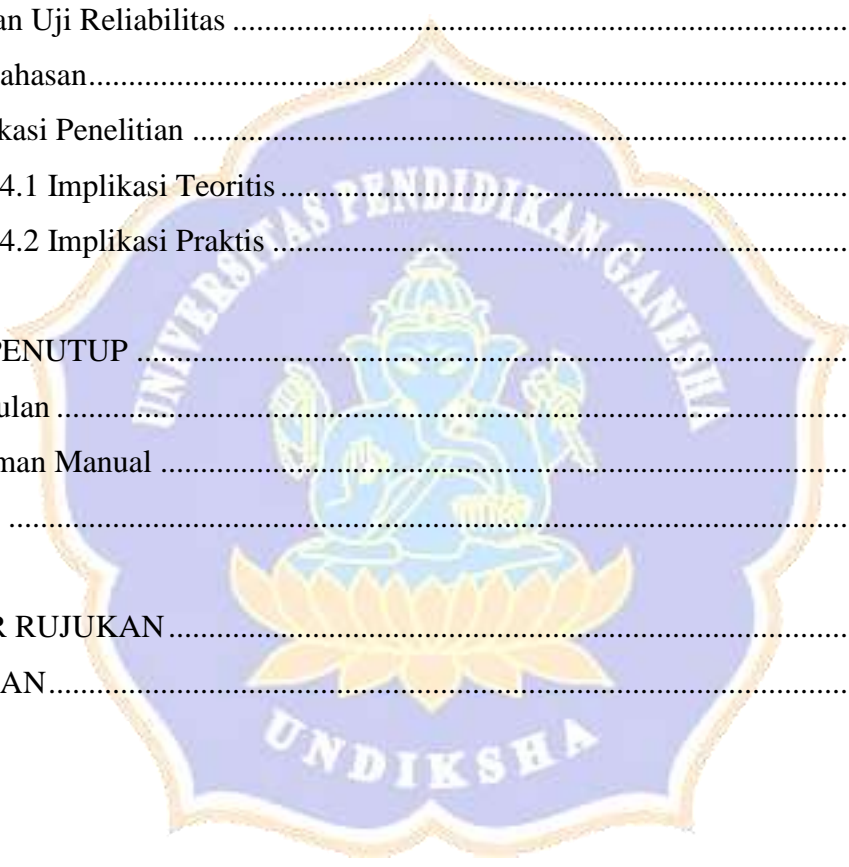 an Uji Reliabilitas ................................................................................
ahasan..................................................................................................
kasi Penelitian .....................................................................................
4.1 Implikasi Teoritis..........................................................................
4.2 Implikasi Praktis ..........................................................................
PENUTUP ............................................................................................
ulan ......................................................................................................
man Manual .........................................................................................
...............................................................................................................
R RUJUKAN........................................................................................
AN.......................................................................................................
UNIVERSITAS PENDIDIKAN GANESHA
UNDIKSHA